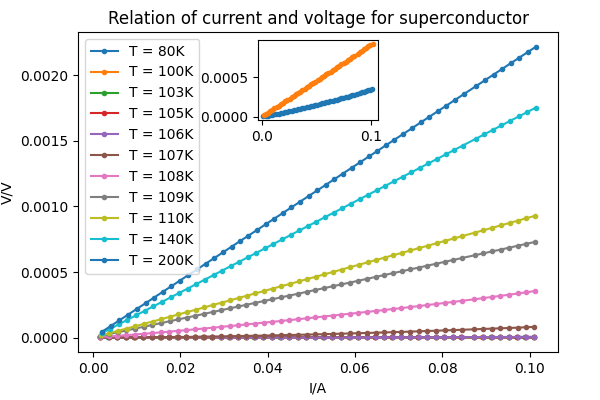 Relation of current and voltage for superconductor
T = 80K
T = 100K
T = 103K
T = 105K
T = 106K
T = 107K
T = 108K
T = 109K
T = 110K
T = 140K
T = 200K
0.0005
0.0000
0.0
0.1
V/V
0.0020
0.0015
0.0010
0.0005
0.0000
0.00
0.02
0.04
0.06
0.08
0.10
I/A